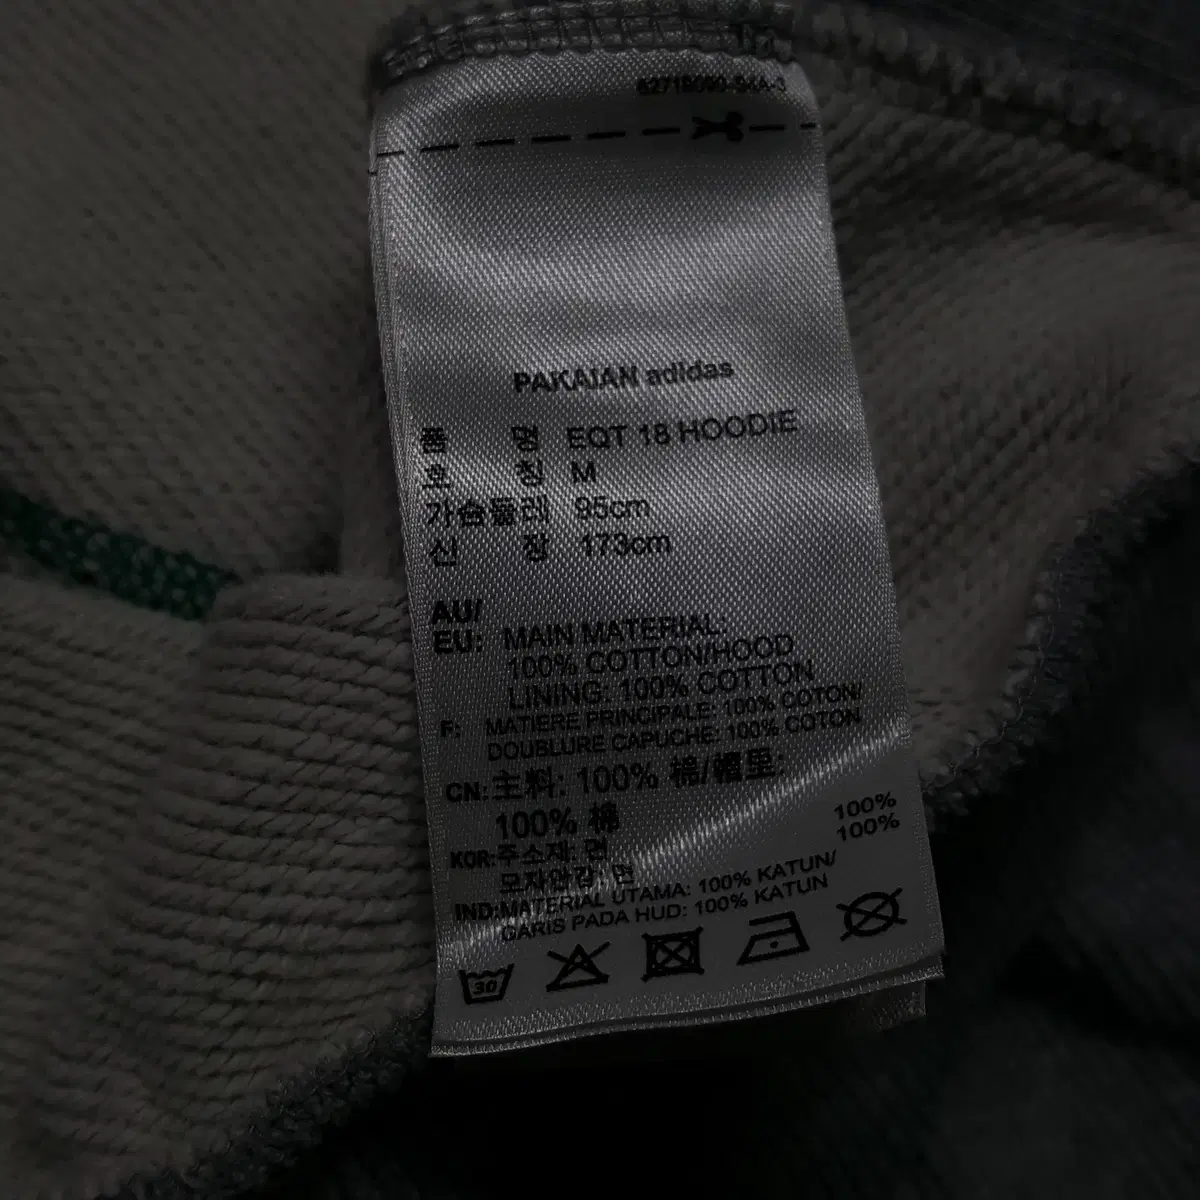 PAKAIAN adidas
품 명 EQT 18 HOODIE
호 칭 M
가슴둘레 95cm
신 장 173cm
AU/
EU: MAIN MATERIAL:
100% COTTON/HOOD
LINING: 100% COTTON
F: MATIERE PRINCIPALE: 100% COTON/
DOUBLURE CAPUCHE: 100% COTON
CN: 主料: 100% 棉/帽里:
100% 棉
KOR: 주소재: 면 100%
모자안감: 면 100%
IND: MATERIAL UTAMA: 100% KATUN/
GARIS PADA HUD: 100% KATUN
30